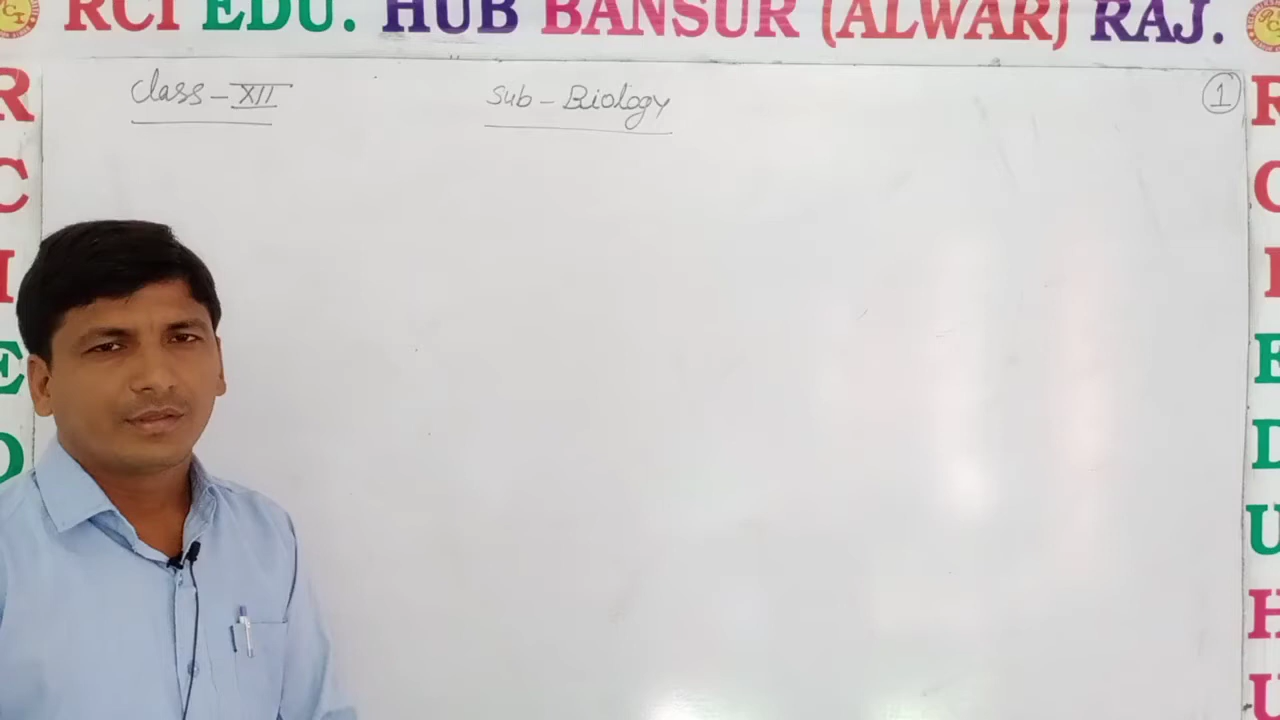 RCI EDU. HUB BANSUR (ALWAR) RAJ.
Class - XII
Sub - Biology
1
R
C
I
E
D
R
C
I
E
D
U
H
U